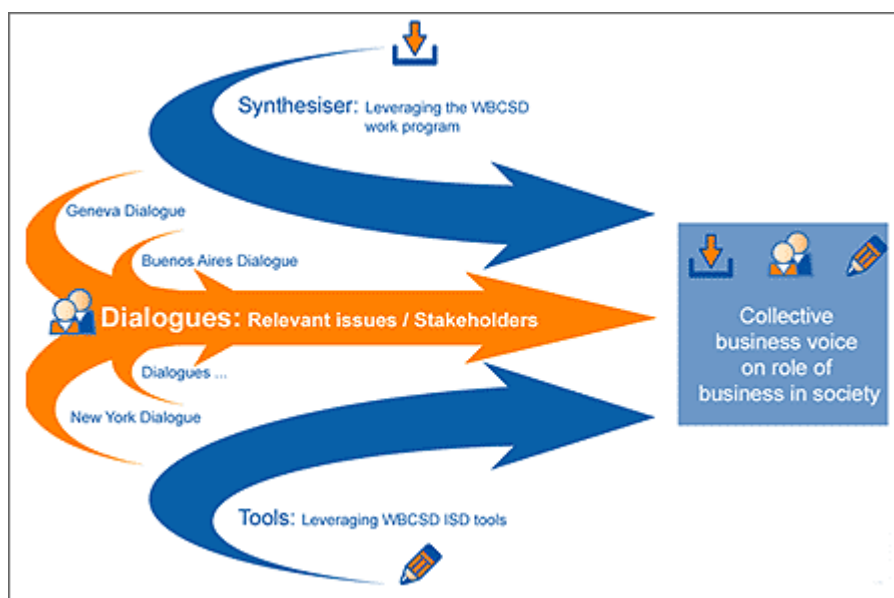 Synthesiser: Leveraging the WBCSD
work program
Geneva Dialogue
Buenos Aires Dialogue
Dialogues: Relevant issues / Stakeholders
Dialogues ...
New York Dialogue
Tools: Leveraging WBCSD ISD tools
Collective
business voice
on role of
business in society